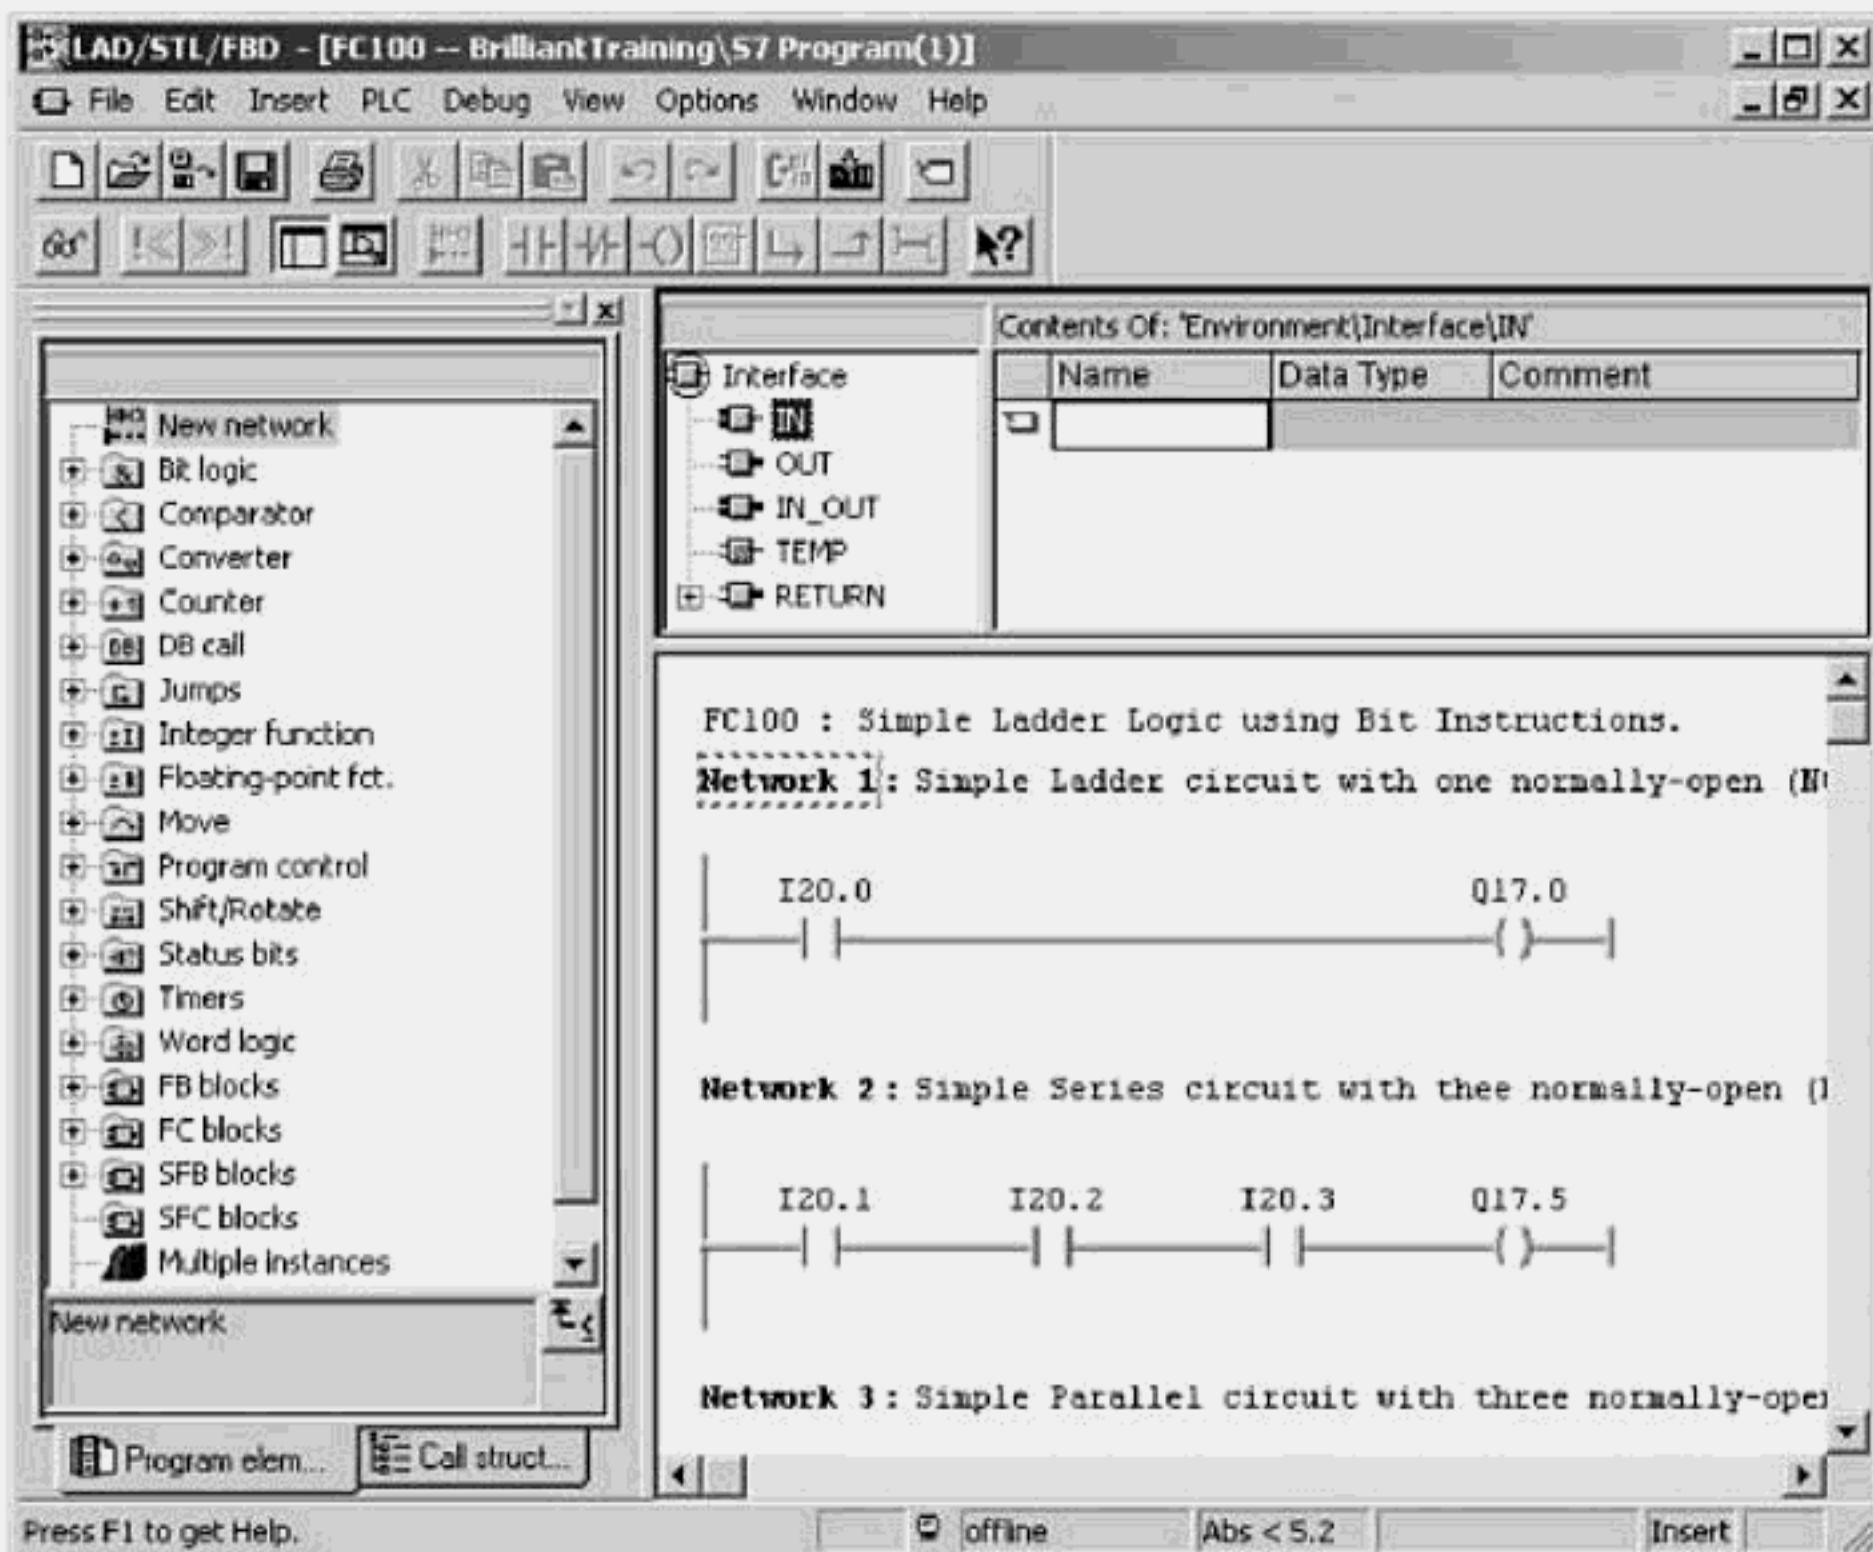 LAD/STL/FBD - [FC100 -- BrilliantTraining\S7 Program(1)]
File Edit Insert PLC Debug View Options Window Help
Contents Of: 'Environment\Interface\IN'
Name Data Type Comment
Interface
IN
OUT
IN_OUT
TEMP
RETURN
New network
Bit logic
Comparator
Converter
Counter
DB call
Jumps
Integer function
Floating-point fct.
Move
Program control
Shift/Rotate
Status bits
Timers
Word logic
FB blocks
FC blocks
SFB blocks
SFC blocks
Multiple instances
New network
Program elem...
Call struct...
FC100 : Simple Ladder Logic using Bit Instructions.
Network 1 : Simple Ladder circuit with one normally-open (N
I20.0 Q17.0
Network 2 : Simple Series circuit with thee normally-open (
I20.1 I20.2 I20.3 Q17.5
Network 3 : Simple Parallel circuit with three normally-open
Press F1 to get Help.
offline
Abs < 5.2
Insert